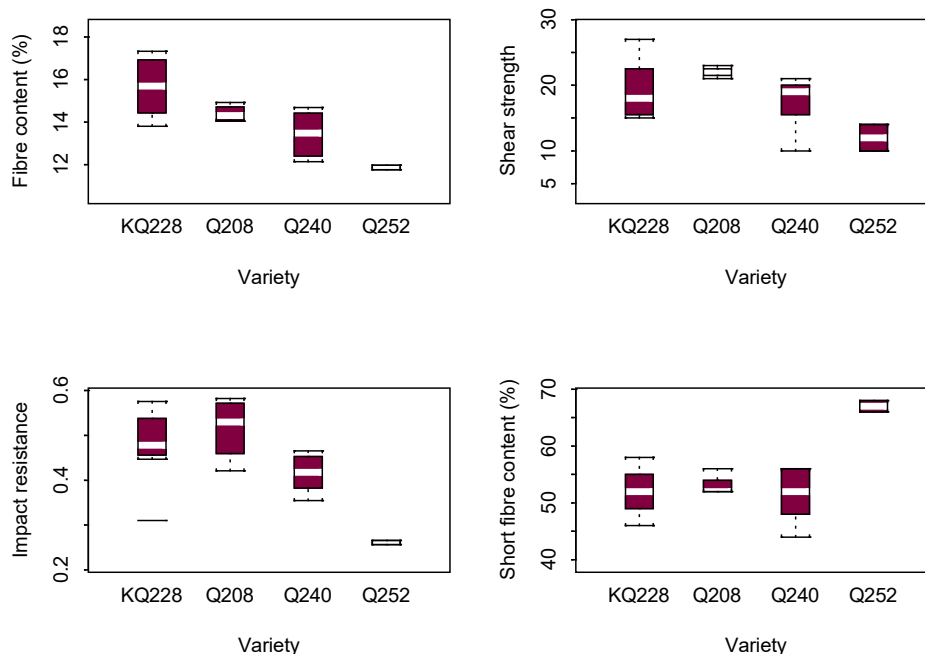 Fibre content (%)
18
16
14
12
KQ228 Q208 Q240 Q252
Variety
Shear strength
30
20
10
5
KQ228 Q208 Q240 Q252
Variety
Impact resistance
0.6
0.4
0.2
KQ228 Q208 Q240 Q252
Variety
Short fibre content (%)
70
60
50
40
KQ228 Q208 Q240 Q252
Variety